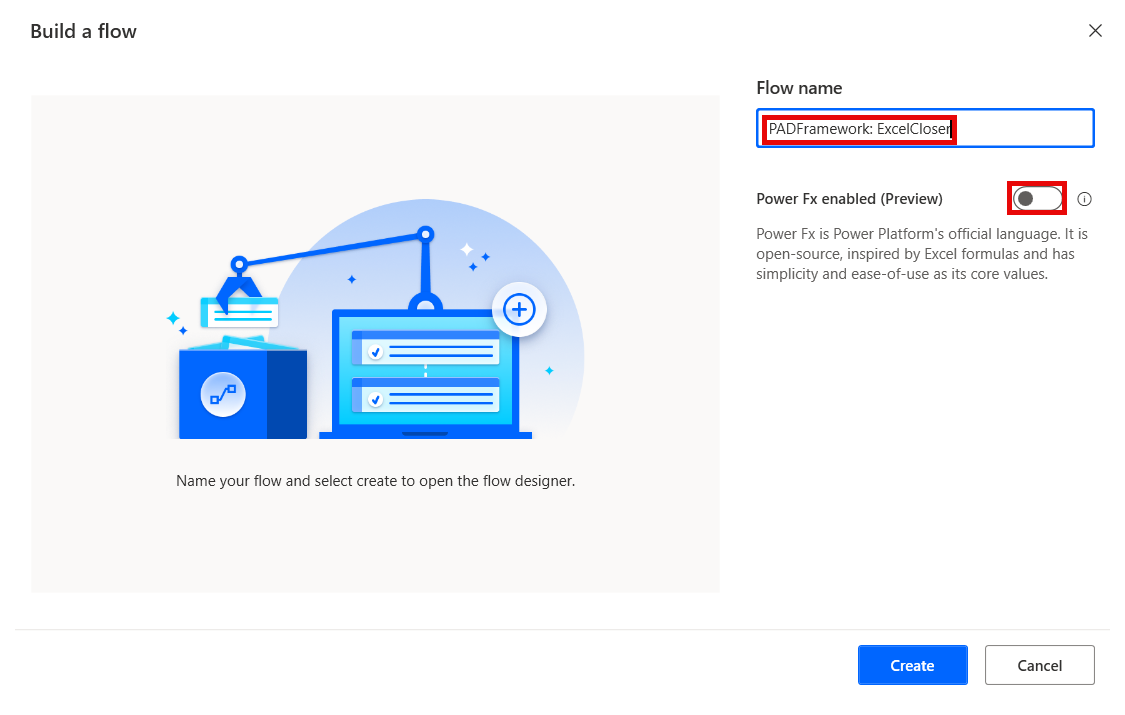 Build a flow
Flow name
PADFramework: ExcelCloser
Power Fx enabled (Preview)
Power Fx is Power Platform's official language. It is
open-source, inspired by Excel formulas and has
simplicity and ease-of-use as its core values.
Name your flow and select create to open the flow designer.
Create
Cancel